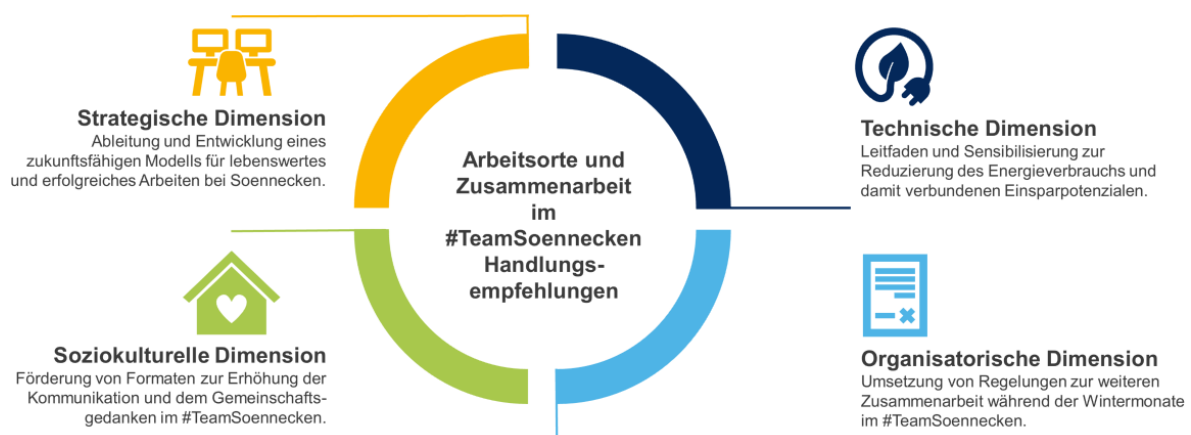 Strategische Dimension
Ableitung und Entwicklung eines
zukunftsfähigen Modells für lebenswertes
und erfolgreiches Arbeiten bei Soennecken.
Technische Dimension
Leitfaden und Sensibilisierung zur
Reduzierung des Energieverbrauchs und
damit verbundenen Einsparpotenzialen.
Arbeitsorte und
Zusammenarbeit
im
#TeamSoennecken
Handlungs-
empfehlungen
Soziokulturelle Dimension
Förderung von Formaten zur Erhöhung der
Kommunikation und dem Gemeinschafts-
gedanken im #TeamSoennecken.
Organisatorische Dimension
Umsetzung von Regelungen zur weiteren
Zusammenarbeit während der Wintermonate
im #TeamSoennecken.